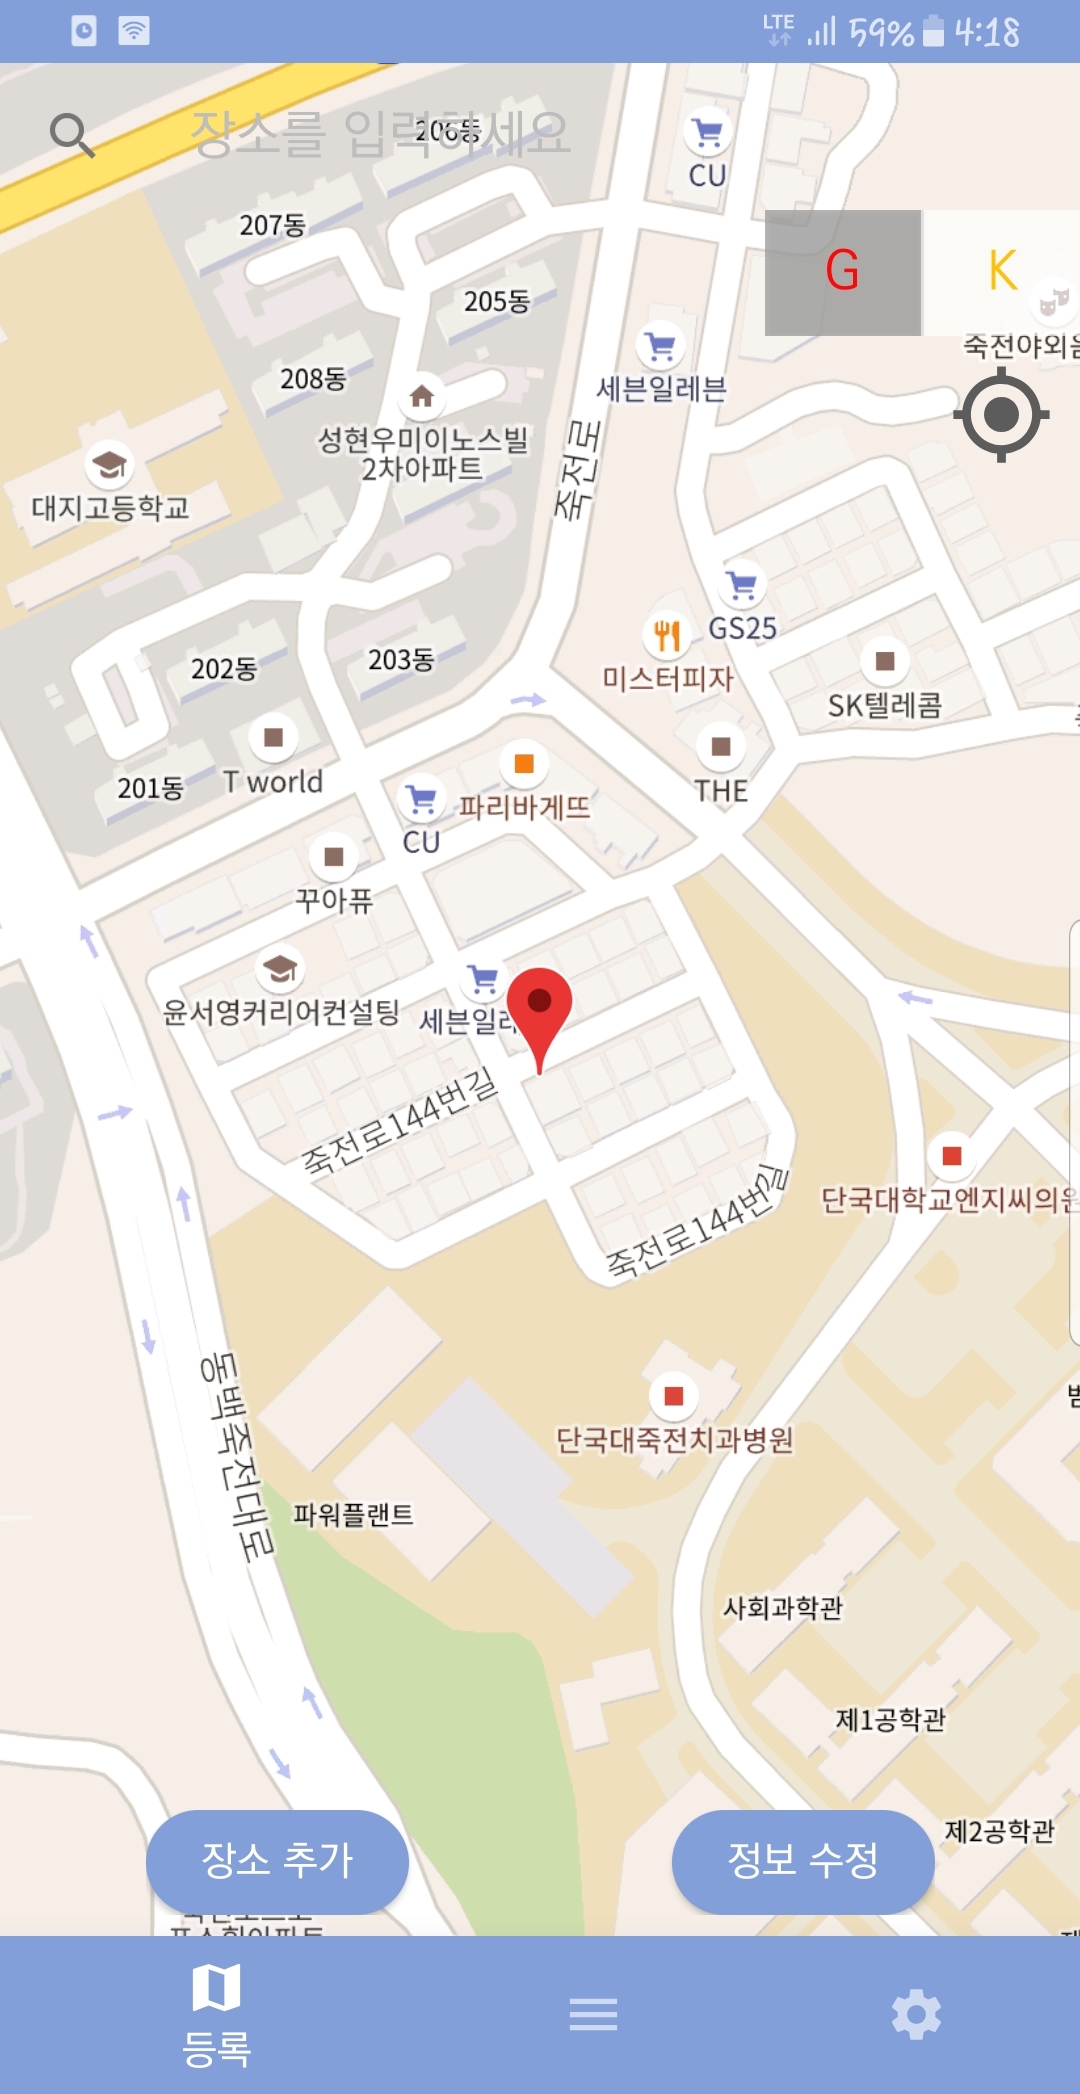 LTE 59% 4:18
장소를 입력하세요
206동
CU
207동
G K
205동
죽전야외음
세븐일레븐
208동
성현우미이노스빌
2차아파트
죽전로
대지고등학교
GS25
202동
203동
미스터피자
SK텔레콤
T world
201동
파리바게뜨
THE
CU
꾸아퓨
윤서영커리어컨설팅
세븐일레
죽전로144번길
죽전로144번길
단국대학교엔지씨의원
동백죽전대로
단국대죽전치과병원
파워플랜트
사회과학관
제1공학관
제2공학관
장소 추가
정보 수정
등록